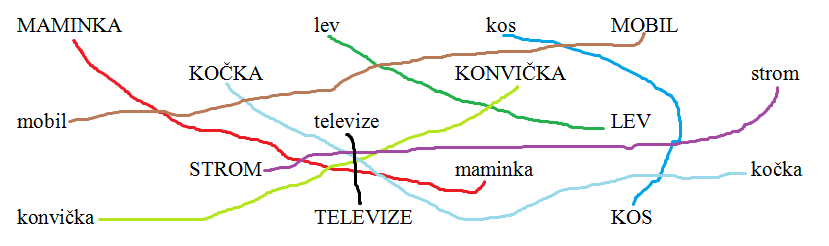 MAMINKA lev kos MOBIL
KOČKA KONVIČKA strom
mobil televize LEV
STROM maminka kočka
konvička TELEVIZE KOS